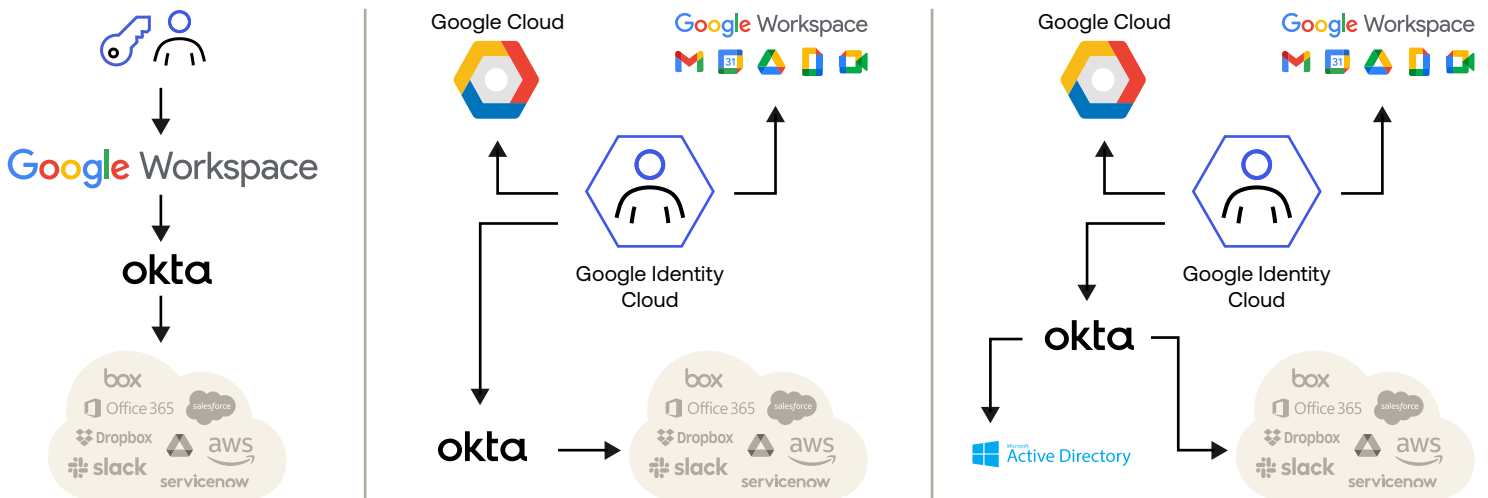 Google Workspace
okta
box
Office 365
salesforce
Dropbox
aws
slack
servicenow
Google Cloud
Google Workspace
31
Google Identity
Cloud
okta
box
Office 365
salesforce
Dropbox
aws
slack
servicenow
Google Cloud
Google Workspace
31
Google Identity
Cloud
okta
Microsoft
Active Directory
box
Office 365
salesforce
Dropbox
aws
slack
servicenow